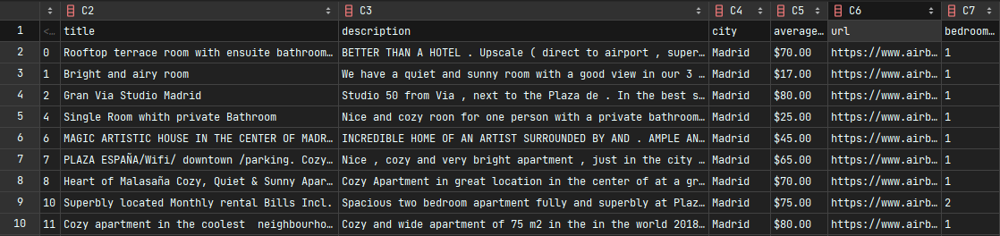 C2 C3 C4 C5 C6 C7
1 <… title description city average… url bedroom…
2 0 Rooftop terrace room with ensuite bathroom… BETTER THAN A HOTEL . Upscale ( direct to airport , super… Madrid $70.00 https://www.airb… 1
3 1 Bright and airy room We have a quiet and sunny room with a good view in our 3 … Madrid $17.00 https://www.airb… 1
4 2 Gran Via Studio Madrid Studio 50 from Via , next to the Plaza de . In the best s… Madrid $80.00 https://www.airb… 1
5 4 Single Room whith private Bathroom Nice and cozy roon for one person with a private bathroom… Madrid $25.00 https://www.airb… 1
6 6 MAGIC ARTISTIC HOUSE IN THE CENTER OF MADR… INCREDIBLE HOME OF AN ARTIST SURROUNDED BY AND . AMPLE AN… Madrid $45.00 https://www.airb… 1
7 7 PLAZA ESPAÑA/Wifi/ downtown /parking. Cozy… Nice , cozy and very bright apartment , just in the city … Madrid $65.00 https://www.airb… 1
8 8 Heart of Malasaña Cozy, Quiet & Sunny Apar… Cozy Apartment in great location in the center of at a gr… Madrid $70.00 https://www.airb… 1
9 10 Superbly located Monthly rental Bills Incl. Spacious two bedroom apartment fully and superbly at Plaz… Madrid $75.00 https://www.airb… 2
10 11 Cozy apartment in the coolest  neighbourho… Cozy and wide apartment of 75 m2 in the in the world 2018… Madrid $80.00 https://www.airb… 1